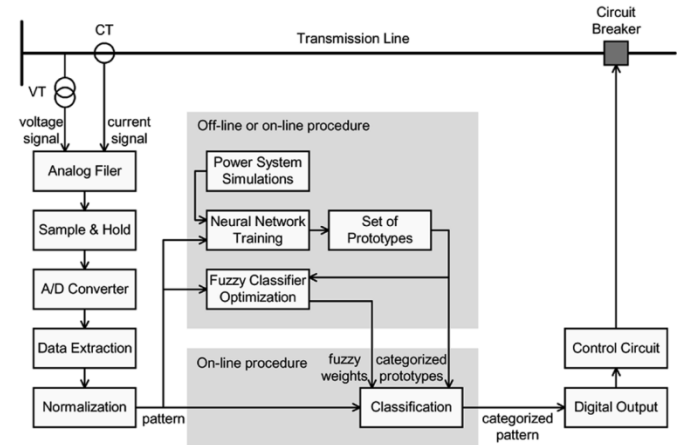 Circuit
Breaker
CT
Transmission Line
VT
voltage
signal
current
signal
Off-line or on-line procedure
Analog Filer
Power System
Simulations
Sample & Hold
Neural Network
Training
Set of
Prototypes
A/D Converter
Fuzzy Classifier
Optimization
Data Extraction
On-line procedure
fuzzy
weights
categorized
prototypes
Control Circuit
Normalization
pattern
Classification
categorized
pattern
Digital Output